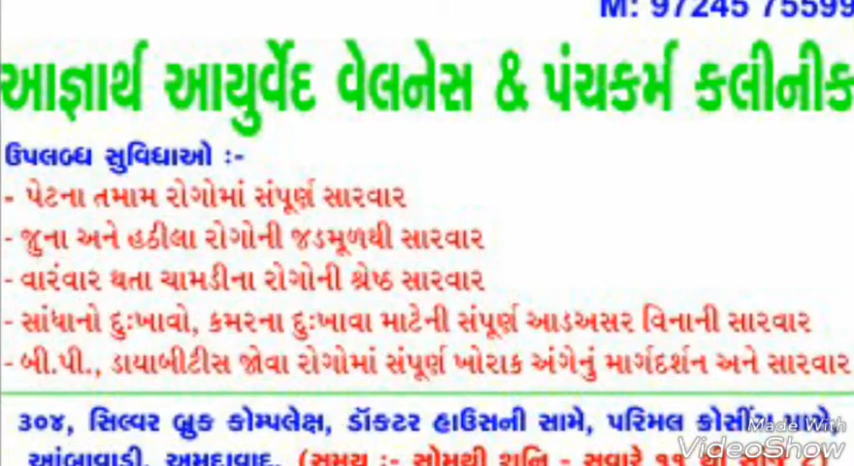 M: 97245 75599
આજ્ઞાર્થ આયુર્વેદ વેલનેસ & પંચકર્મ કલીનીક
ઉપલબ્ધ સુવિધાઓ :-
- પેટના તમામ રોગોમાં સંપૂર્ણ સારવાર
- જુના અને હઠીલા રોગોની જડમૂળથી સારવાર
- વારંવાર થતા ચામડીના રોગોની શ્રેષ્ઠ સારવાર
- સાંધાનો દુઃખાવો, કમરના દુઃખાવા માટેની સંપૂર્ણ આડઅસર વિનાની સારવાર
- બી.પી., ડાયાબીટીસ જેવા રોગોમાં સંપૂર્ણ ખોરાક અંગેનું માર્ગદર્શન અને સારવાર
૩૦૪, સિલ્વર બ્રુક કોમ્પલેક્ષ, ડૉકટર હાઉસની સામે, પરિમલ ક્રોસીંગ પાસે,
આંબાવાડી, અમદાવાદ. (સમય :- સોમથી શનિ - સવારે ૧૧
Made With
VideoShow